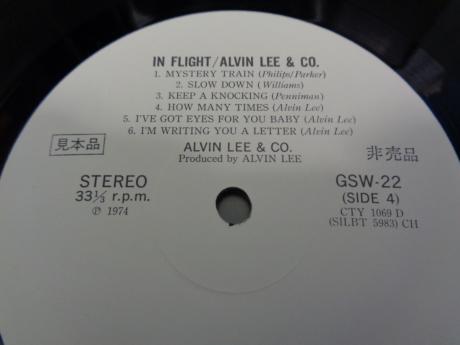 IN FLIGHT/ALVIN LEE & CO.
1. MYSTERY TRAIN (Philips/Parker)
2. SLOW DOWN (Williams)
3. KEEP A KNOCKING (Penniman)
4. HOW MANY TIMES (Alvin Lee)
5. I'VE GOT EYES FOR YOU BABY (Alvin Lee)
6. I'M WRITING YOU A LETTER (Alvin Lee)
ALVIN LEE & CO.
Produced by ALVIN LEE
見本品
非売品
STEREO
33⅓ r.p.m.
Ⓟ 1974
GSW-22
(SIDE 4)
CTY 1069 D
(SILBT 5983) CH